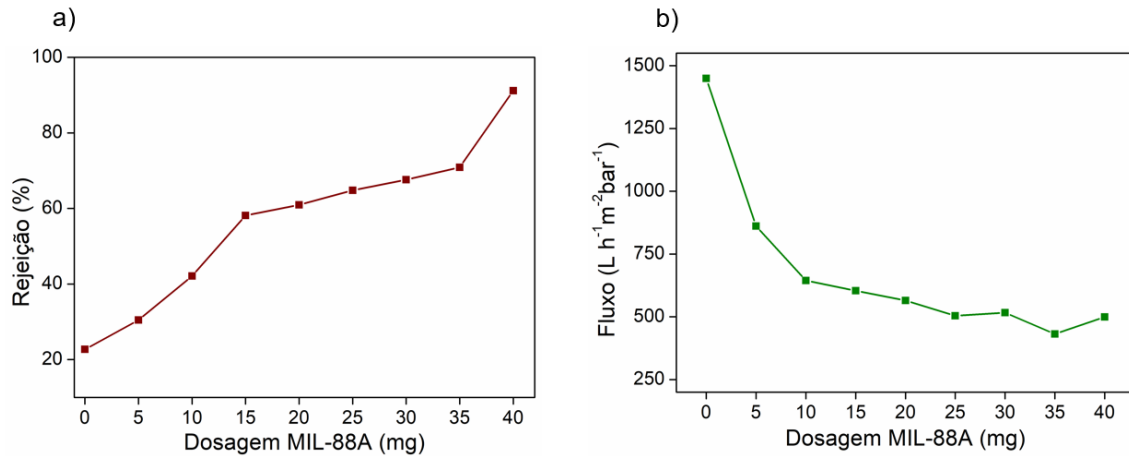 a)
100
80
60
40
20
Rejeição (%)
0 5 10 15 20 25 30 35 40
Dosagem MIL-88A (mg)
b)
1500
1250
1000
750
500
250
Fluxo (L h⁻¹m⁻²bar⁻¹)
0 5 10 15 20 25 30 35 40
Dosagem MIL-88A (mg)